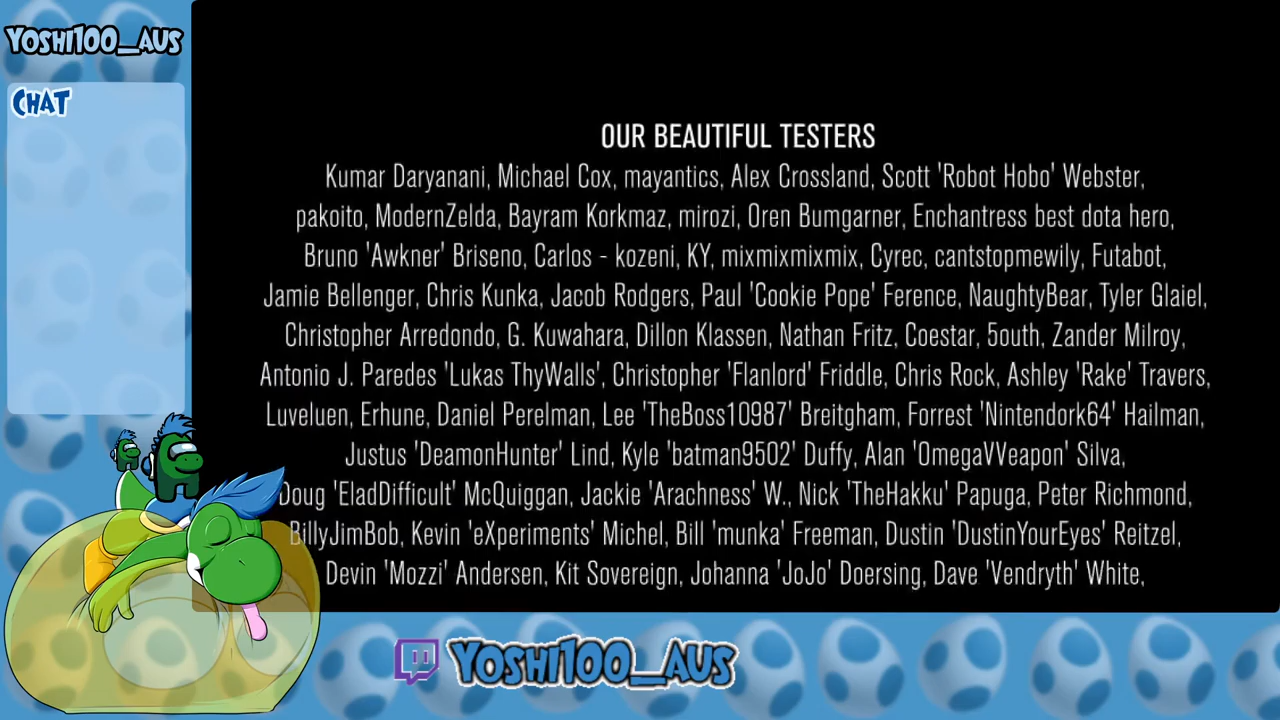 YOSHI100_AUS
CHAT
OUR BEAUTIFUL TESTERS
Kumar Daryanani, Michael Cox, mayantics, Alex Crossland, Scott 'Robot Hobo' Webster,
pakoito, ModernZelda, Bayram Korkmaz, mirozi, Oren Bumgarner, Enchantress best dota hero,
Bruno 'Awkner' Briseno, Carlos - kozeni, KY, mixmixmixmix, Cyrec, cantstopmewily, Futabot,
Jamie Bellenger, Chris Kunka, Jacob Rodgers, Paul 'Cookie Pope' Ference, NaughtyBear, Tyler Glaiel,
Christopher Arredondo, G. Kuwahara, Dillon Klassen, Nathan Fritz, Coestar, 5outh, Zander Milroy,
Antonio J. Paredes 'Lukas ThyWalls', Christopher 'Flanlord' Friddle, Chris Rock, Ashley 'Rake' Travers,
Luveluen, Erhune, Daniel Perelman, Lee 'TheBoss10987' Breitgham, Forrest 'Nintendork64' Hailman,
Justus 'DeamonHunter' Lind, Kyle 'batman9502' Duffy, Alan 'OmegaVVeapon' Silva,
Doug 'EladDifficult' McQuiggan, Jackie 'Arachness' W., Nick 'TheHakku' Papuga, Peter Richmond,
BillyJimBob, Kevin 'eXperiments' Michel, Bill 'munka' Freeman, Dustin 'DustinYourEyes' Reitzel,
Devin 'Mozzi' Andersen, Kit Sovereign, Johanna 'JoJo' Doersing, Dave 'Vendryth' White,
YOSHI100_AUS